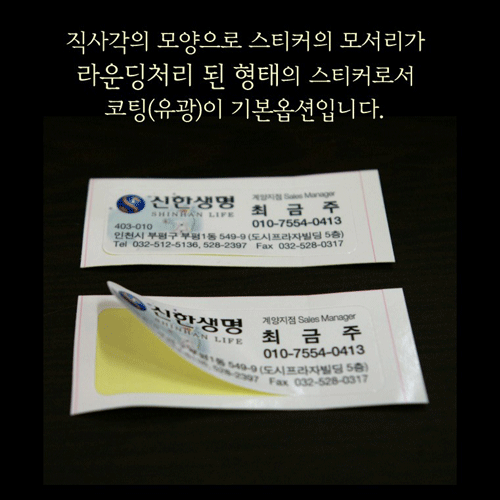 직사각의 모양으로 스티커의 모서리가
라운딩처리 된 형태의 스티커로서
코팅(유광)이 기본옵션입니다.
신한생명
SHINHAN LIFE
계양지점 Sales Manager
최 금 주
010-7554-0413
403-010
인천시 부평구 부평1동 549-9 (도시프라자빌딩 5층)
Tel 032-512-5136, 528-2397 Fax 032-528-0317
신한생명
SHINHAN LIFE
계양지점 Sales Manager
최 금 주
010-7554-0413
부평1동 549-9 (도시프라자빌딩 5층)
528-2397 Fax 032-528-0317